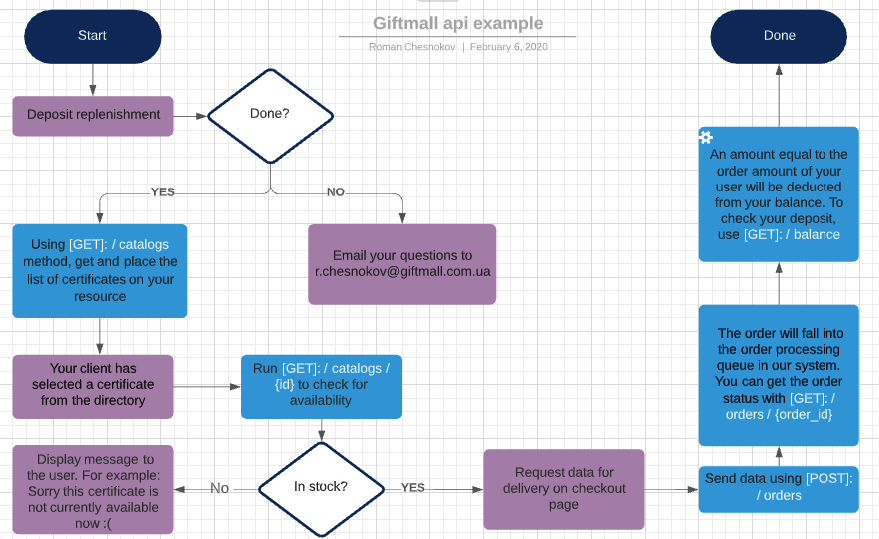 Giftmall api example
Roman Chesnokov | February 6, 2020
Start
Deposit replenishment
Done?
YES
NO
Using [GET]: / catalogs
method, get and place the
list of certificates on your
resource
Email your questions to
r.chesnokov@giftmall.com.ua
Your client has
selected a certificate
from the directory
Run [GET]: / catalogs /
{id} to check for
availability
In stock?
No
YES
Display message to
the user. For example:
Sorry this certificate is
not currently available
now :(
Request data for
delivery on checkout
page
Send data using [POST]:
/ orders
The order will fall into
the order processing
queue in our system.
You can get the order
status with [GET]: /
orders / {order_id}
An amount equal to the
order amount of your
user will be deducted
from your balance. To
check your deposit,
use [GET]: / balance
Done